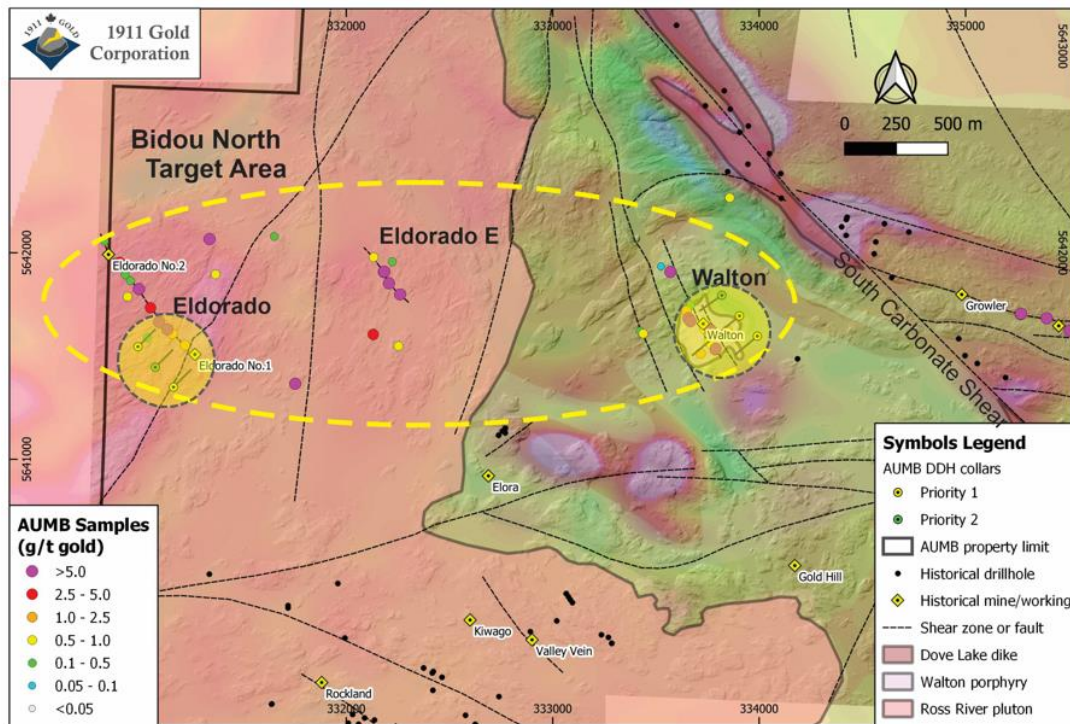 1911 Gold
Corporation
332000
333000
334000
335000
5643000
0 250 500 m
Bidou North
Target Area
Eldorado E
5642000
5642000
Eldorado No.2
Eldorado
Walton
Walton
Growler
South Carbonate Shear
Eldorado No.1
5641000
Elora
Gold Hill
Kiwago
Valley Vein
Rockland
332000
333000
334000
AUMB Samples
(g/t gold)
>5.0
2.5 - 5.0
1.0 - 2.5
0.5 - 1.0
0.1 - 0.5
0.05 - 0.1
<0.05
Symbols Legend
AUMB DDH collars
Priority 1
Priority 2
AUMB property limit
Historical drillhole
Historical mine/working
Shear zone or fault
Dove Lake dike
Walton porphyry
Ross River pluton